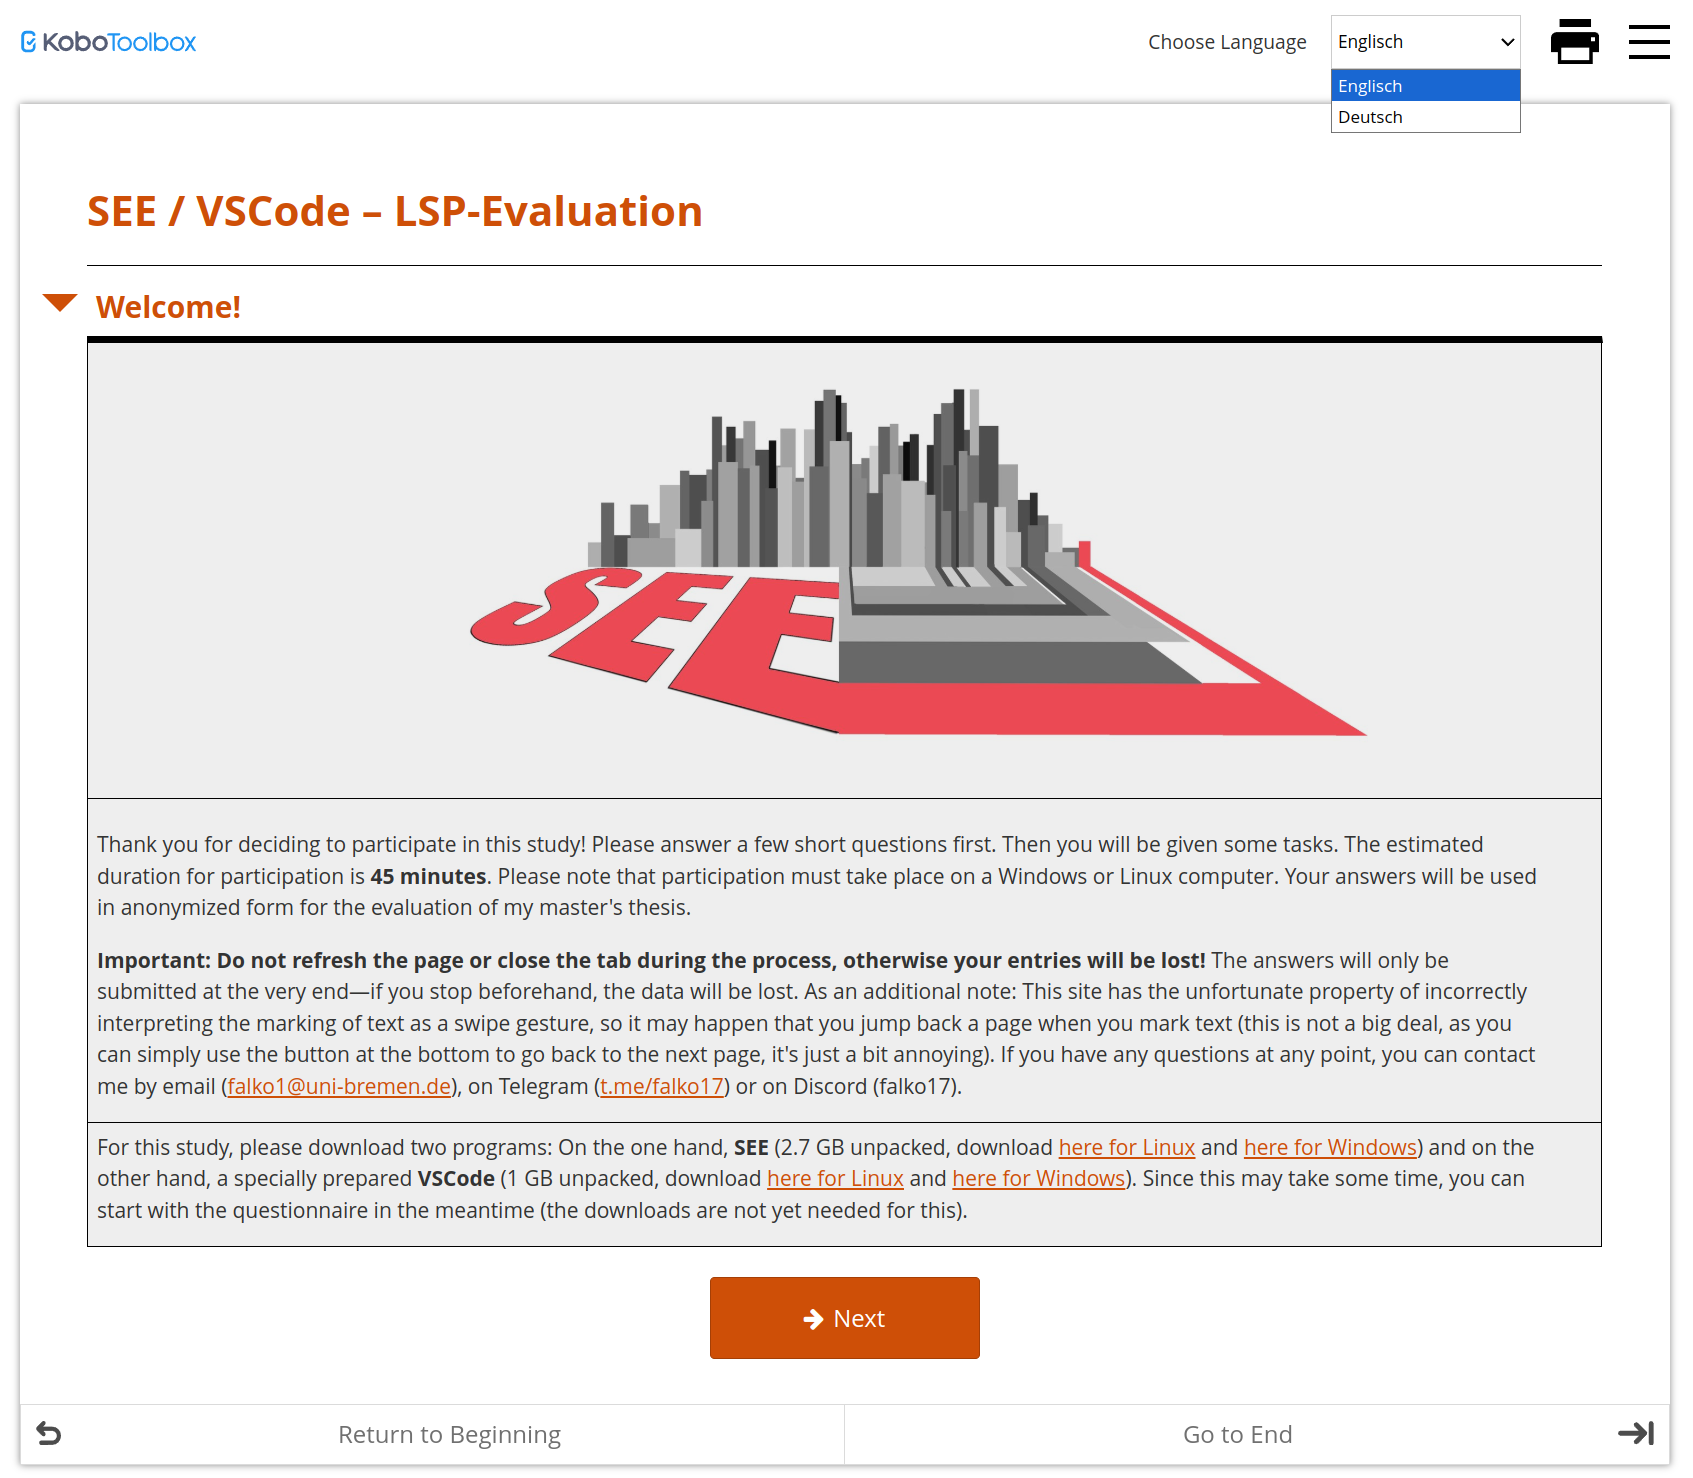 KoboToolbox
Choose Language
Englisch
Englisch
Deutsch
SEE / VSCode – LSP-Evaluation
Welcome!
SEE
Thank you for deciding to participate in this study! Please answer a few short questions first. Then you will be given some tasks. The estimated
duration for participation is 45 minutes. Please note that participation must take place on a Windows or Linux computer. Your answers will be used
in anonymized form for the evaluation of my master's thesis.
Important: Do not refresh the page or close the tab during the process, otherwise your entries will be lost! The answers will only be
submitted at the very end—if you stop beforehand, the data will be lost. As an additional note: This site has the unfortunate property of incorrectly
interpreting the marking of text as a swipe gesture, so it may happen that you jump back a page when you mark text (this is not a big deal, as you
can simply use the button at the bottom to go back to the next page, it's just a bit annoying). If you have any questions at any point, you can contact
me by email (falko1@uni-bremen.de), on Telegram (t.me/falko17) or on Discord (falko17).
For this study, please download two programs: On the one hand, SEE (2.7 GB unpacked, download here for Linux and here for Windows) and on the
other hand, a specially prepared VSCode (1 GB unpacked, download here for Linux and here for Windows). Since this may take some time, you can
start with the questionnaire in the meantime (the downloads are not yet needed for this).
Next
Return to Beginning
Go to End